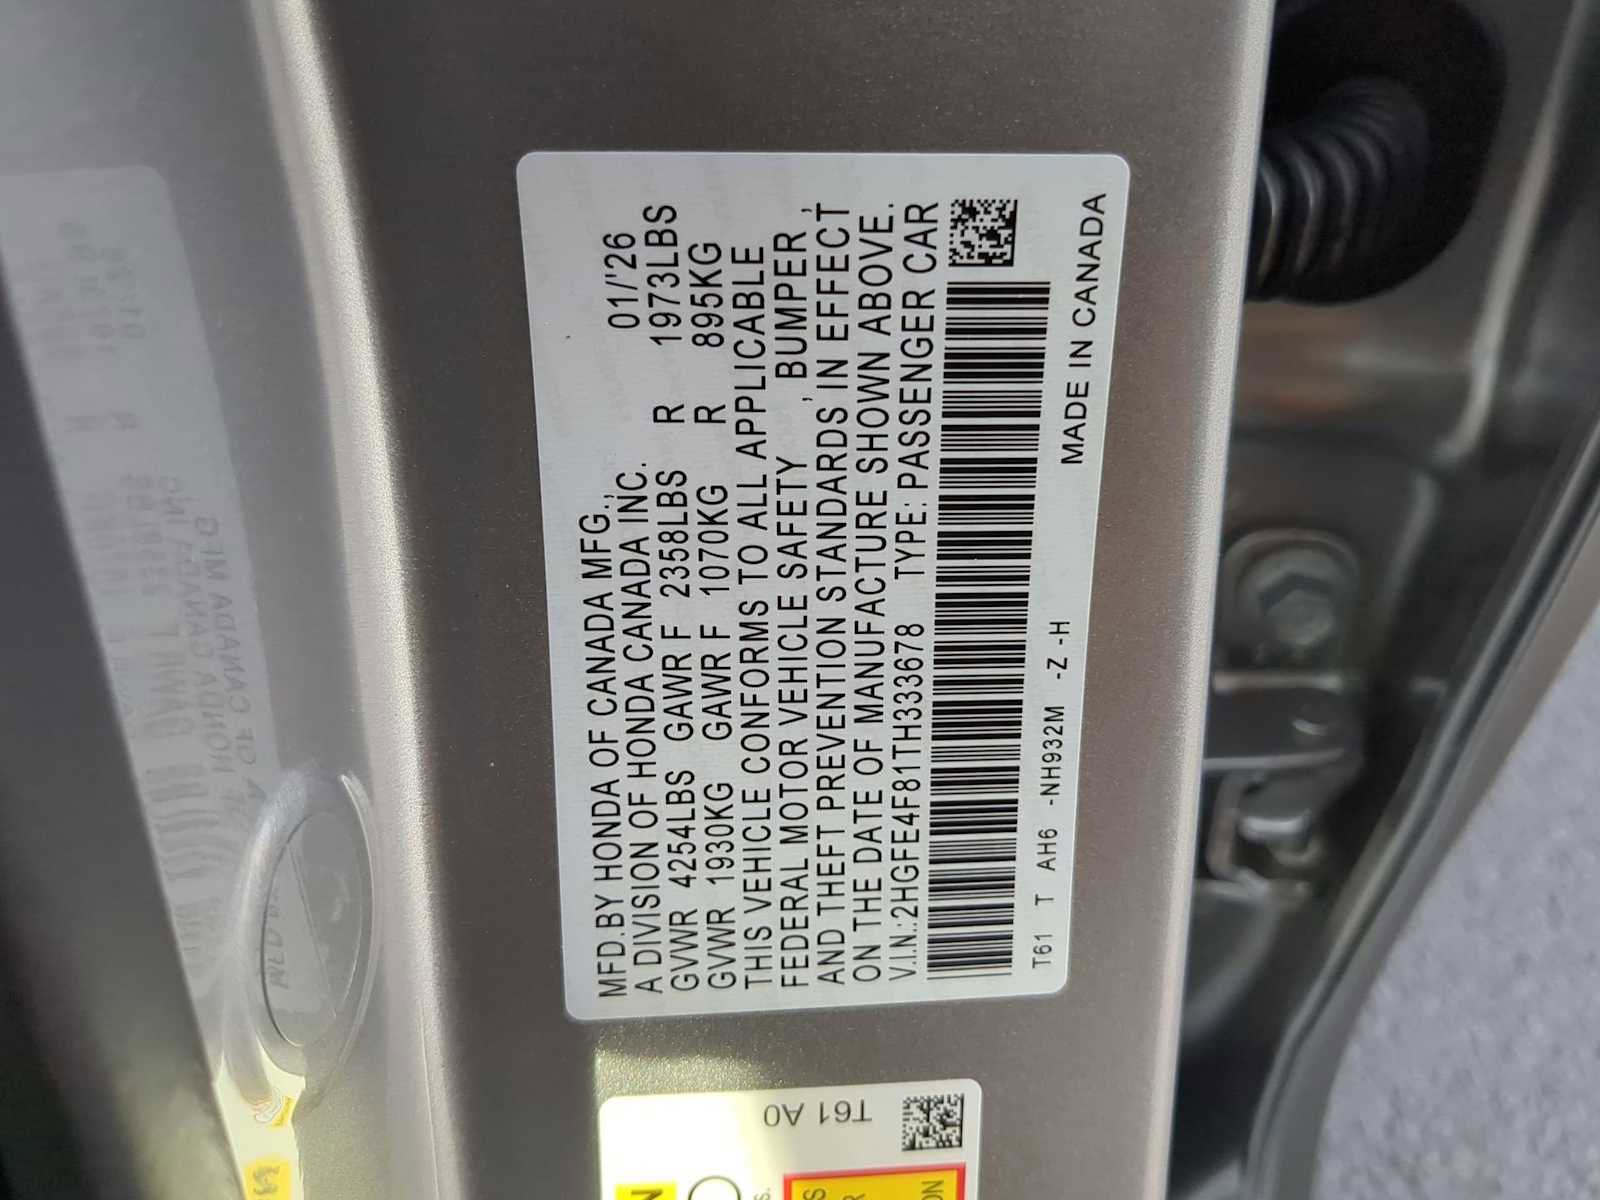 MFD.BY HONDA OF CANADA MFG., 01/'26
A DIVISION OF HONDA CANADA INC.
GVWR 4254LBS GAWR F 2358LBS R 1973LBS
GVWR 1930KG GAWR F 1070KG R 895KG
THIS VEHICLE CONFORMS TO ALL APPLICABLE
FEDERAL MOTOR VEHICLE SAFETY , BUMPER ,
AND THEFT PREVENTION STANDARDS IN EFFECT
ON THE DATE OF MANUFACTURE SHOWN ABOVE.
V.I.N.:2HGFE4F81TH333678 TYPE: PASSENGER CAR
T61 T AH6 -NH932M -Z -H
MADE IN CANADA
T61 A0